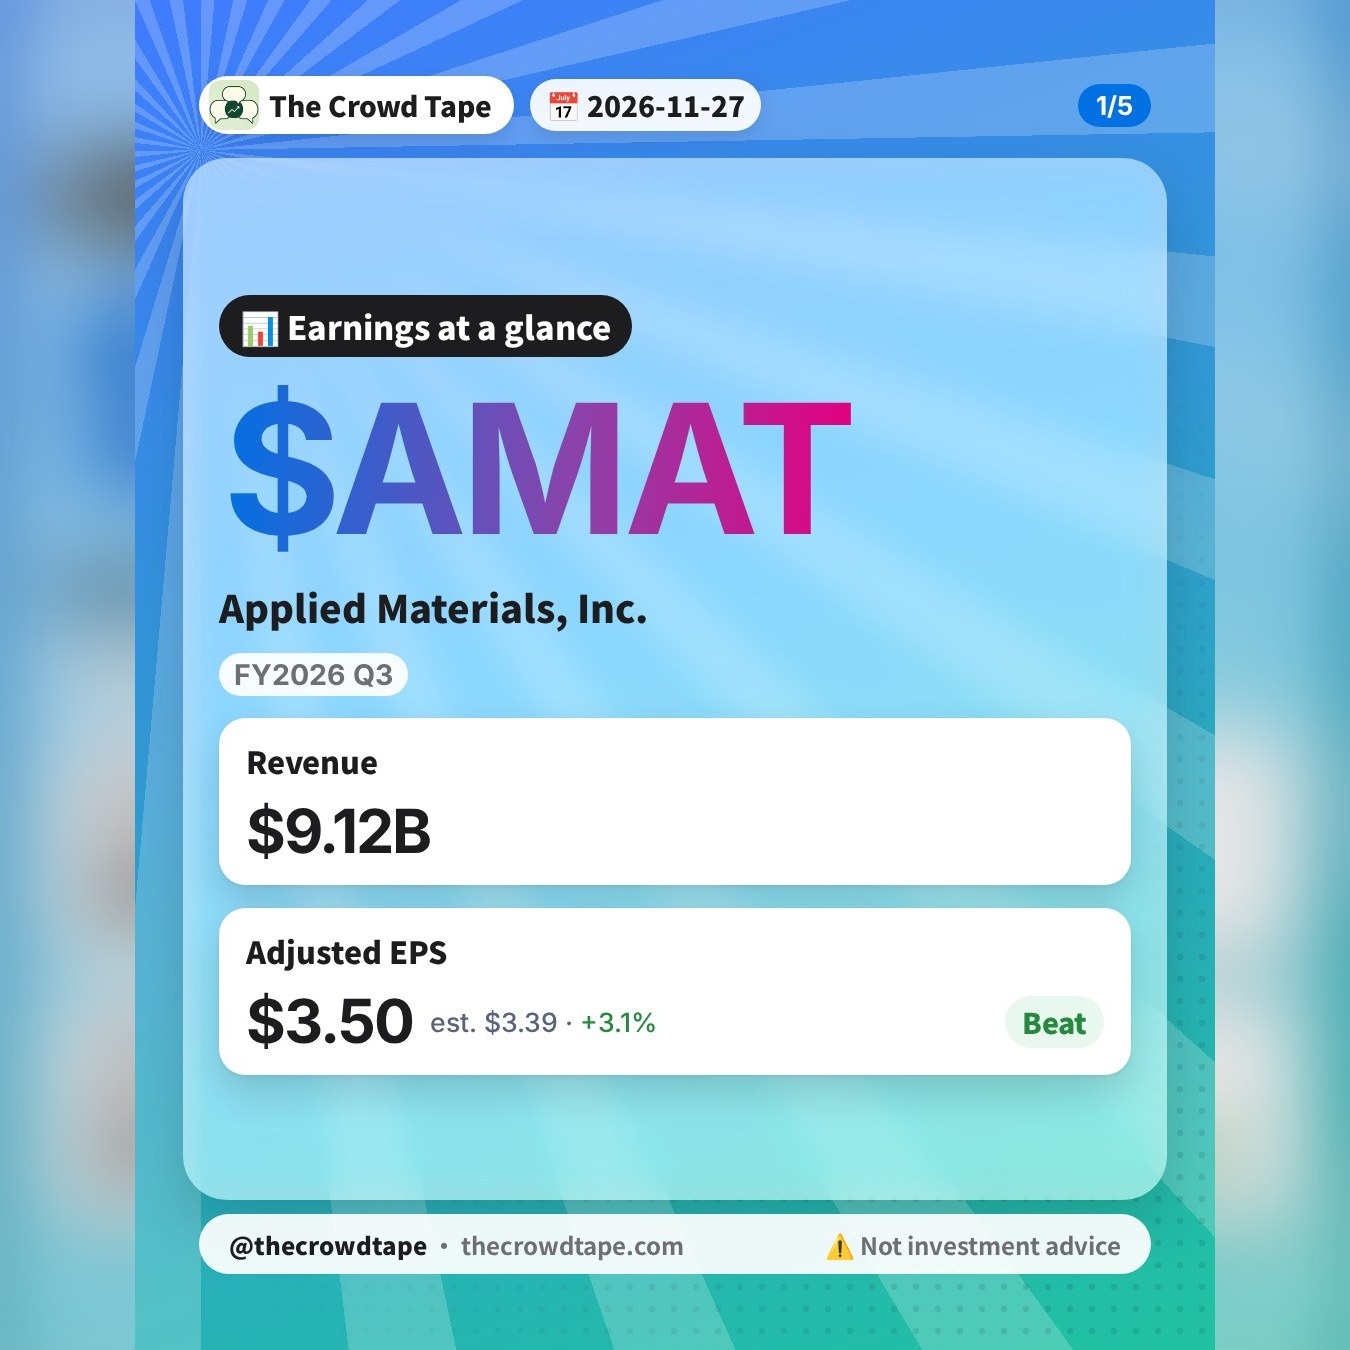 The Crowd Tape
📅 2026-11-27
1/5
📊 Earnings at a glance
$AMAT
Applied Materials, Inc.
FY2026 Q3
Revenue
$9.12B
Adjusted EPS
$3.50 est. $3.39 · +3.1%
Beat
@thecrowdtape • thecrowdtape.com
⚠️ Not investment advice